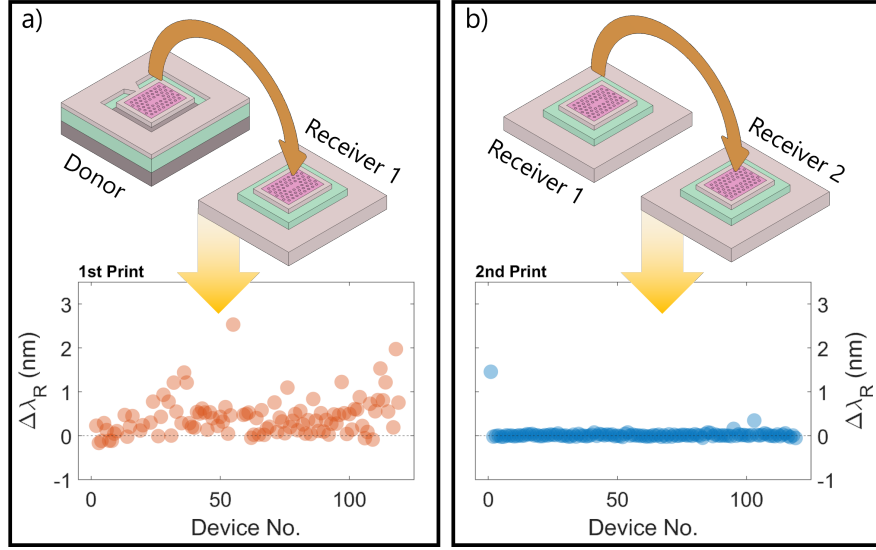 a)
Donor
Receiver 1
1st Print
3
2
1
0
-1
Δλ_R (nm)
0
50
100
Device No.
b)
Receiver 1
Receiver 2
2nd Print
3
2
1
0
-1
Δλ_R (nm)
0
50
100
Device No.